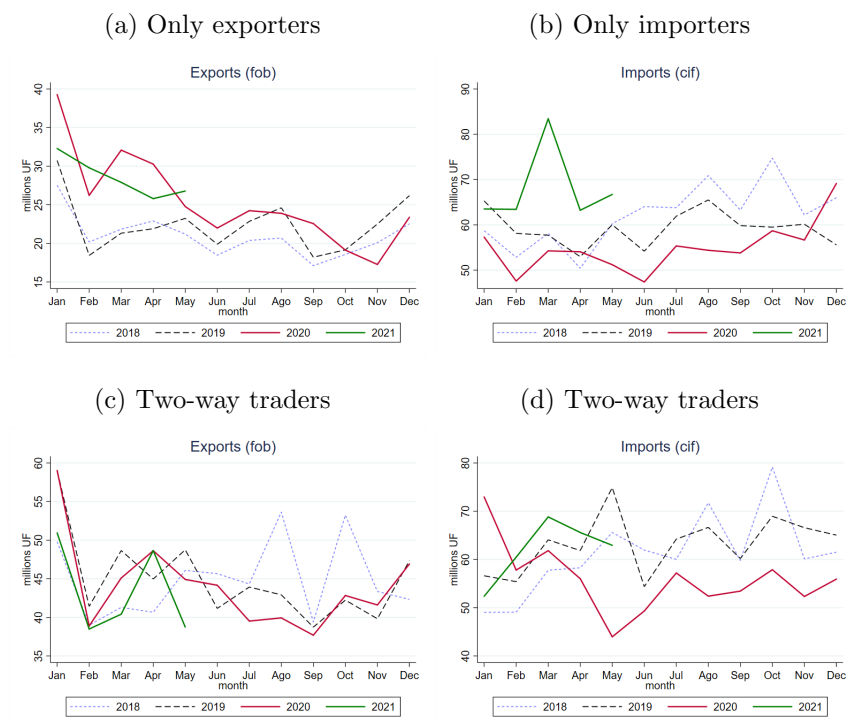 (a) Only exporters
Exports (fob)
millions UF
40
35
30
25
20
15
Jan Feb Mar Apr May Jun Jul Ago Sep Oct Nov Dec
month
2018 2019 2020 2021
(b) Only importers
Imports (cif)
millions UF
90
80
70
60
50
Jan Feb Mar Apr May Jun Jul Ago Sep Oct Nov Dec
month
2018 2019 2020 2021
(c) Two-way traders
Exports (fob)
millions UF
60
55
50
45
40
35
Jan Feb Mar Apr May Jun Jul Ago Sep Oct Nov Dec
month
2018 2019 2020 2021
(d) Two-way traders
Imports (cif)
millions UF
80
70
60
50
40
Jan Feb Mar Apr May Jun Jul Ago Sep Oct Nov Dec
month
2018 2019 2020 2021